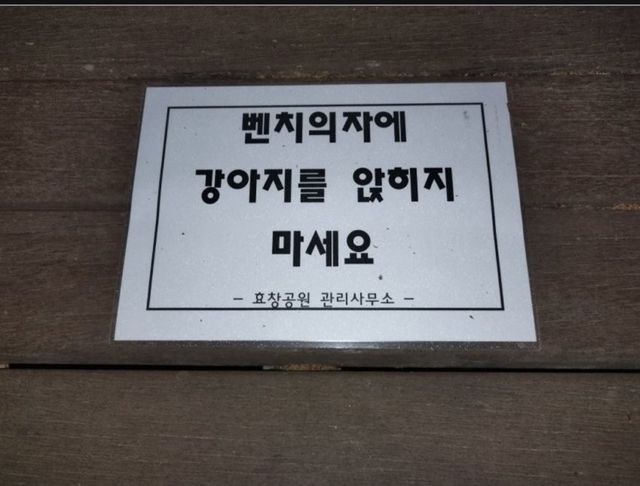 벤치의자에
강아지를 앉히지
마세요
- 효창공원 관리사무소 -